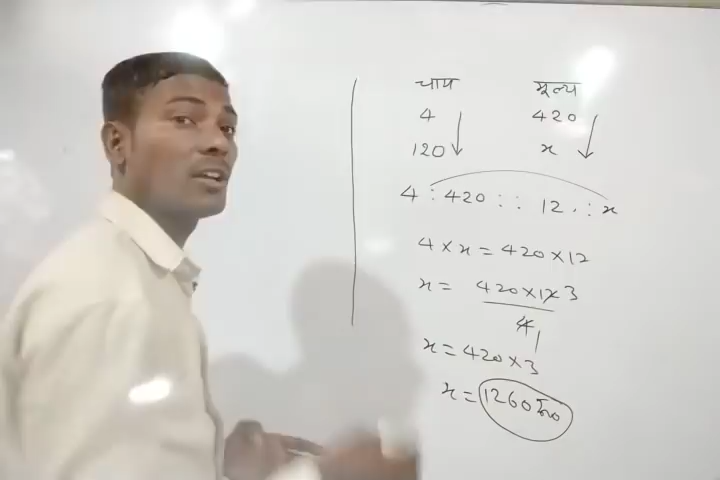 चाय मूल्य
4 420
120 x
4 : 420 :: 12 : x
4 × x = 420 × 12
x = 420 × 12 3
4 1
x = 420 × 3
x = 1260 रू०